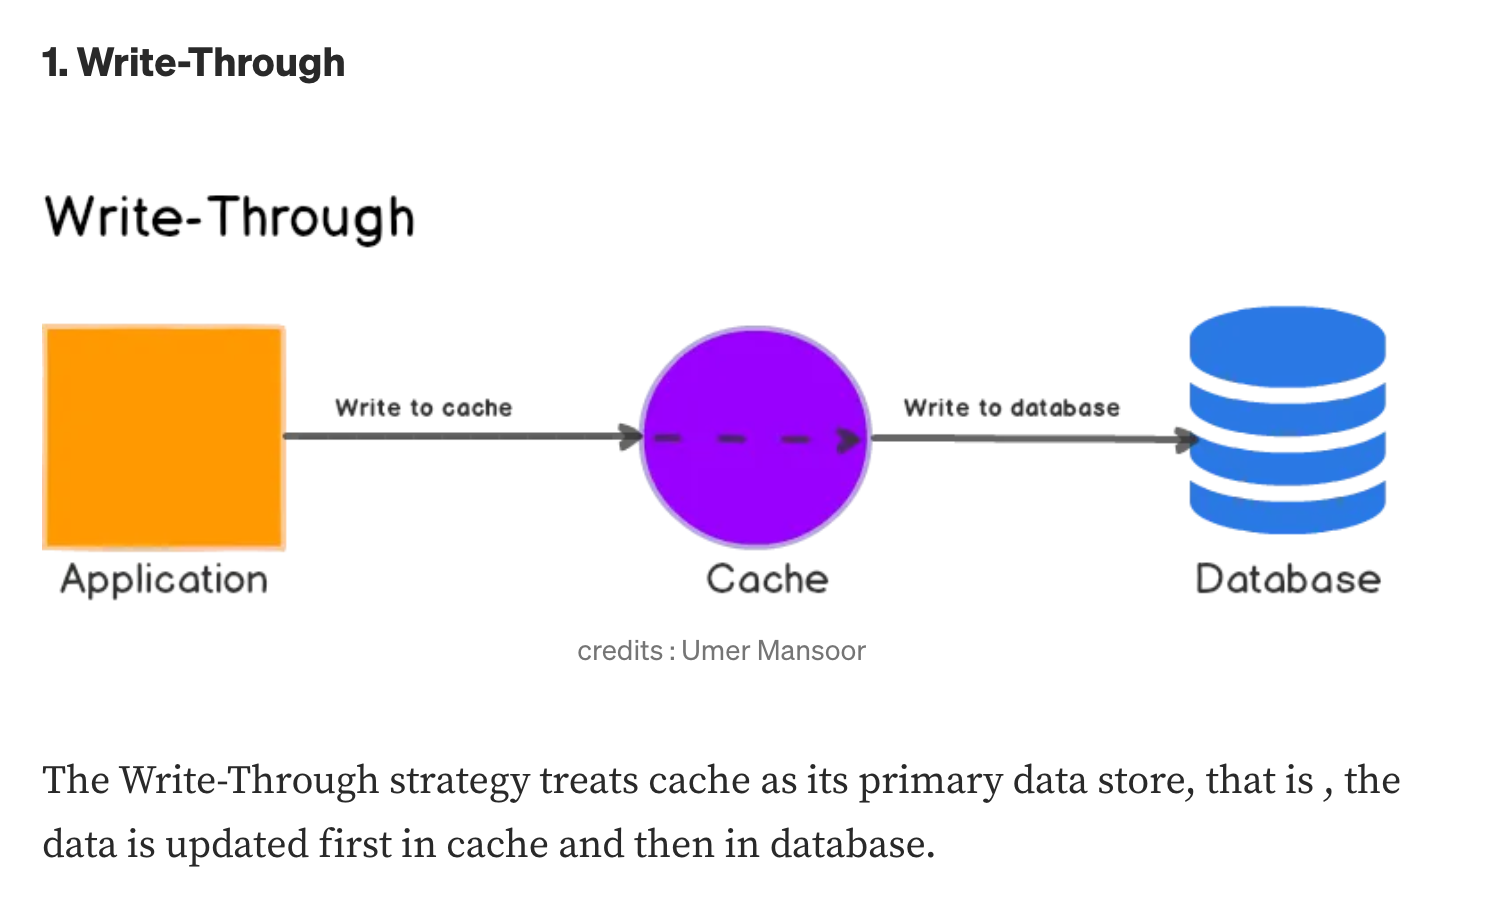 1. Write-Through
Write-Through
Write to cache
Write to database
Application
Cache
Database
credits : Umer Mansoor
The Write-Through strategy treats cache as its primary data store, that is , the
data is updated first in cache and then in database.